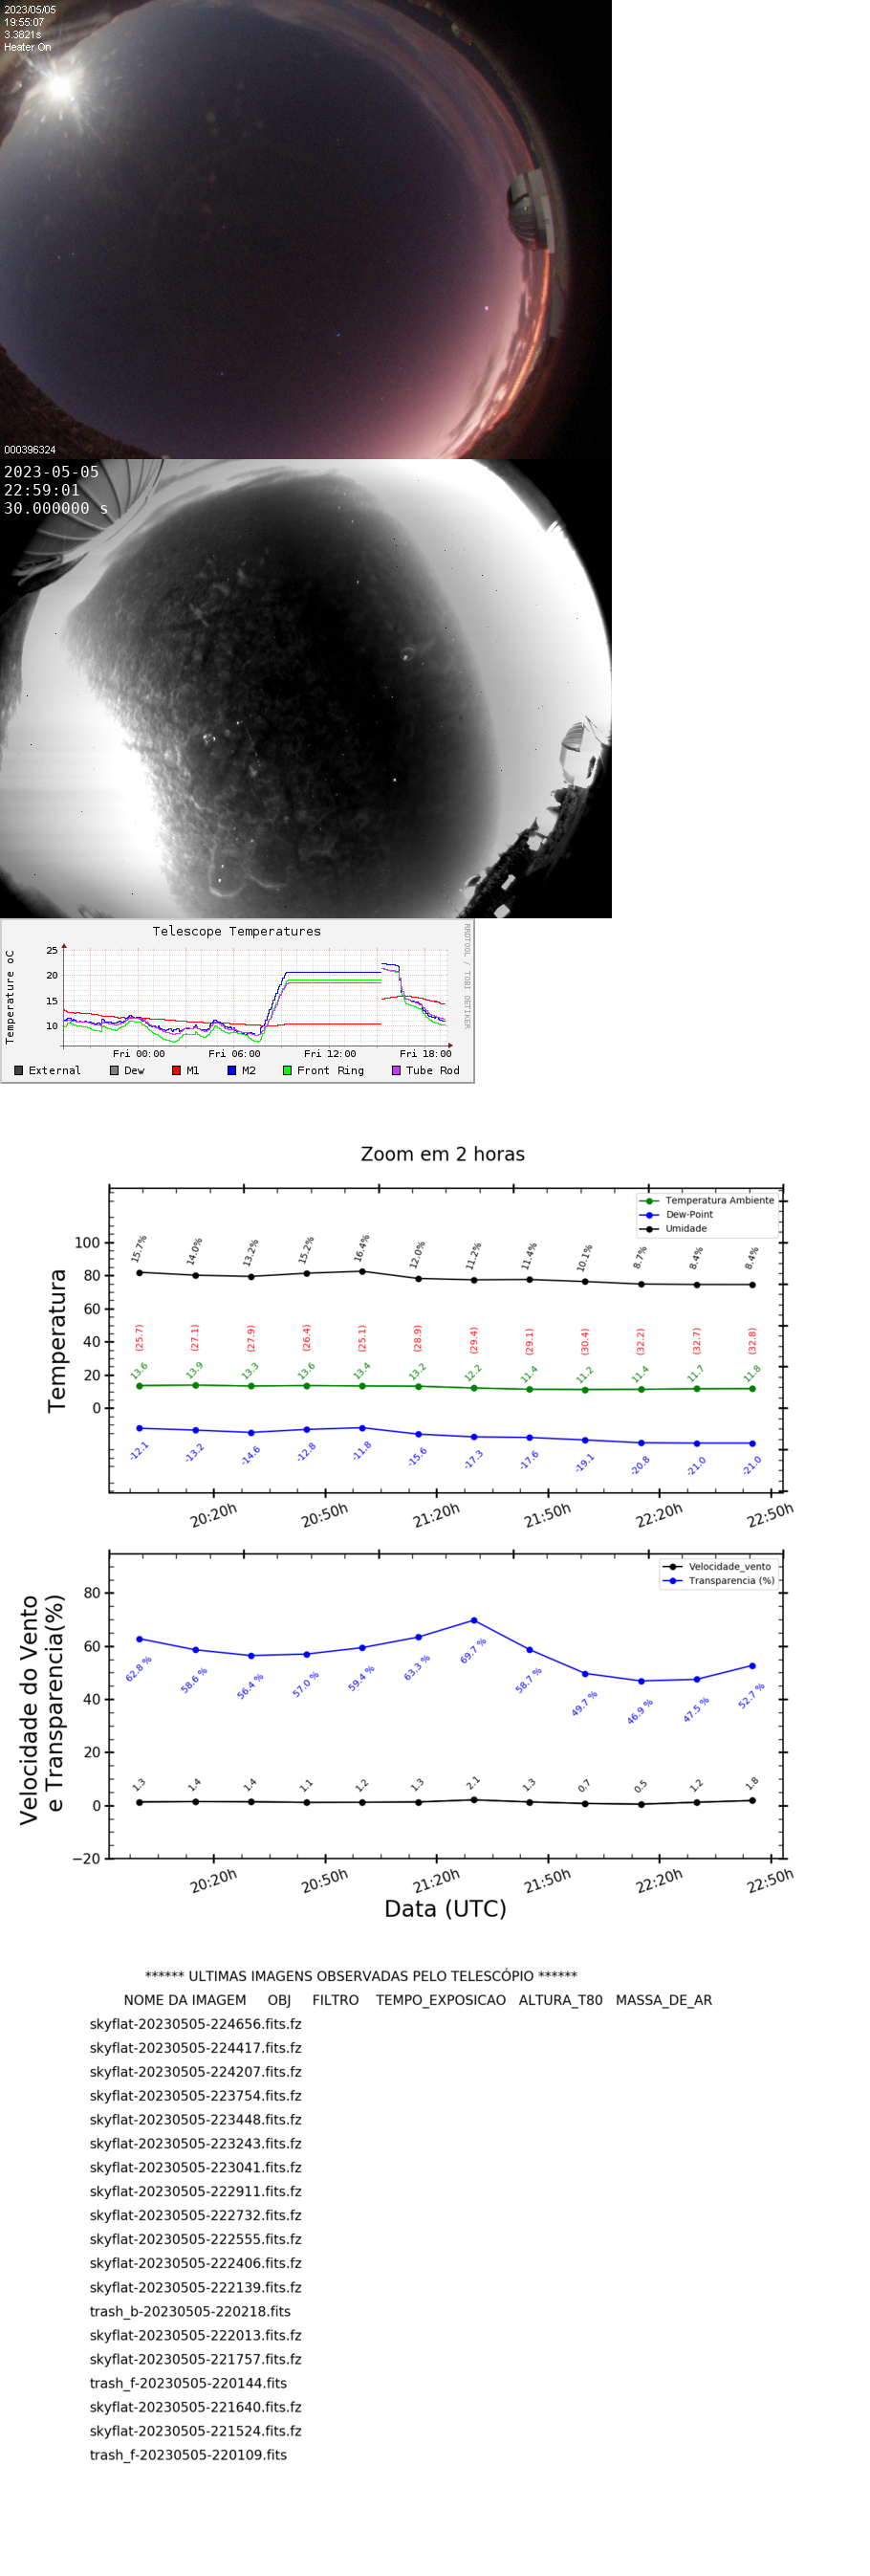 2023/05/05
19:55:07
3.3821s
Heater On
000396324
2023-05-05
22:59:01
30.000000 s
Telescope Temperatures
RRDTOOL / TOBI OETIKER
Temperature oC
25
20
15
10
Fri 00:00 Fri 06:00 Fri 12:00 Fri 18:00
External Dew M1 M2 Front Ring Tube Rod
Zoom em 2 horas
Temperatura Ambiente
Dew-Point
Umidade
Temperatura
100
80
60
40
20
0
15.7% 14.0% 13.2% 15.2% 16.4% 12.0% 11.2% 11.4% 10.1% 8.7% 8.4% 8.4%
(25.7) (27.1) (27.9) (26.4) (25.1) (28.9) (29.4) (29.1) (30.4) (32.2) (32.7) (32.8)
13.6 13.9 13.3 13.6 13.4 13.2 12.2 11.4 11.2 11.4 11.7 11.8
-12.1 -13.2 -14.6 -12.8 -11.8 -15.6 -17.3 -17.6 -19.1 -20.8 -21.0 -21.0
20:20h 20:50h 21:20h 21:50h 22:20h 22:50h
Velocidade_vento
Transparencia (%)
Velocidade do Vento
e Transparencia(%)
80
60
40
20
0
−20
62.8 % 58.6 % 56.4 % 57.0 % 59.4 % 63.3 % 69.7 % 58.7 % 49.7 % 46.9 % 47.5 % 52.7 %
1.3 1.4 1.4 1.1 1.2 1.3 2.1 1.3 0.7 0.5 1.2 1.8
20:20h 20:50h 21:20h 21:50h 22:20h 22:50h
Data (UTC)
****** ULTIMAS IMAGENS OBSERVADAS PELO TELESCÓPIO ******
NOME DA IMAGEM OBJ FILTRO TEMPO_EXPOSICAO ALTURA_T80 MASSA_DE_AR
skyflat-20230505-224656.fits.fz
skyflat-20230505-224417.fits.fz
skyflat-20230505-224207.fits.fz
skyflat-20230505-223754.fits.fz
skyflat-20230505-223448.fits.fz
skyflat-20230505-223243.fits.fz
skyflat-20230505-223041.fits.fz
skyflat-20230505-222911.fits.fz
skyflat-20230505-222732.fits.fz
skyflat-20230505-222555.fits.fz
skyflat-20230505-222406.fits.fz
skyflat-20230505-222139.fits.fz
trash_b-20230505-220218.fits
skyflat-20230505-222013.fits.fz
skyflat-20230505-221757.fits.fz
trash_f-20230505-220144.fits
skyflat-20230505-221640.fits.fz
skyflat-20230505-221524.fits.fz
trash_f-20230505-220109.fits